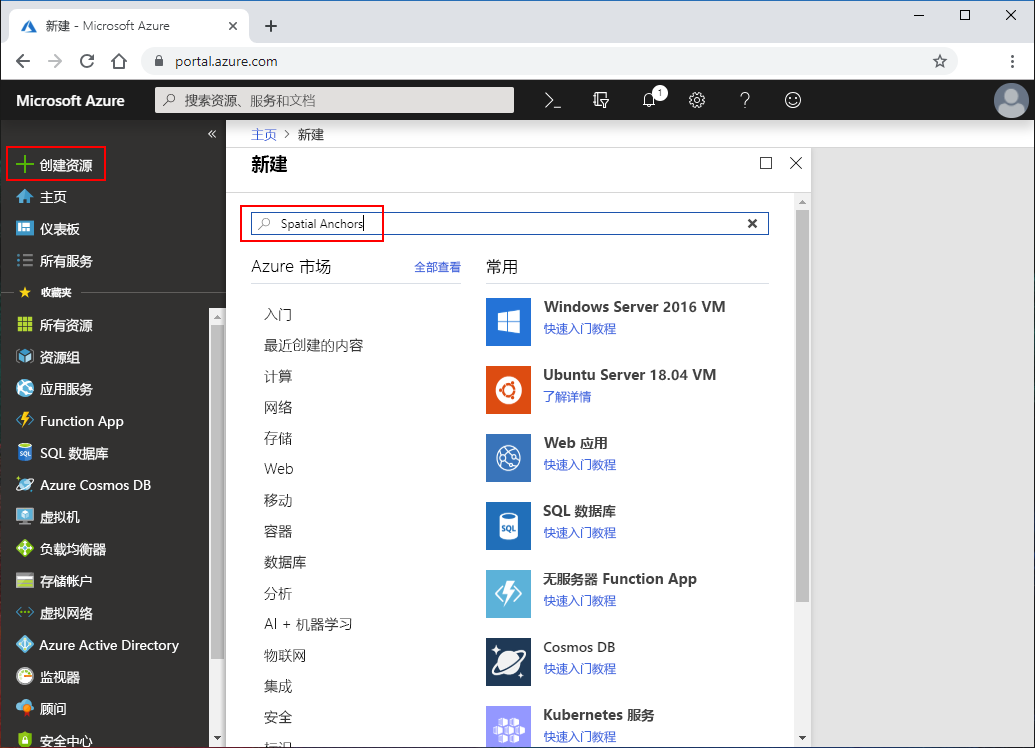 新建 - Microsoft Azure
portal.azure.com
Microsoft Azure
搜索资源、服务和文档
1
创建资源
主页
仪表板
所有服务
收藏夹
所有资源
资源组
应用服务
Function App
SQL 数据库
Azure Cosmos DB
虚拟机
负载均衡器
存储帐户
虚拟网络
Azure Active Directory
监视器
顾问
安全中心
主页 > 新建
新建
Spatial Anchors
Azure 市场
全部查看
入门
最近创建的内容
计算
网络
存储
Web
移动
容器
数据库
分析
AI + 机器学习
物联网
集成
安全
标识
常用
Windows Server 2016 VM
快速入门教程
Ubuntu Server 18.04 VM
了解详情
Web 应用
快速入门教程
SQL 数据库
快速入门教程
无服务器 Function App
快速入门教程
Cosmos DB
快速入门教程
Kubernetes 服务
快速入门教程